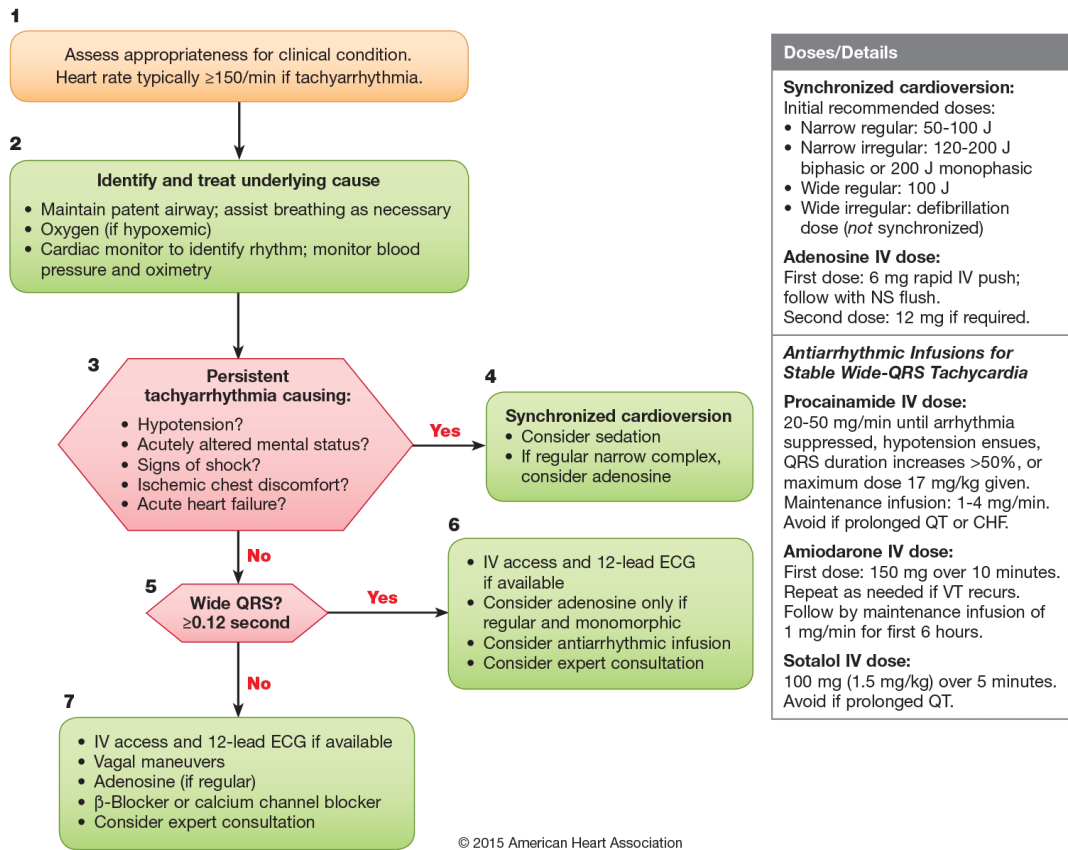 1
Assess appropriateness for clinical condition.
Heart rate typically ≥150/min if tachyarrhythmia.
2
Identify and treat underlying cause
• Maintain patent airway; assist breathing as necessary
• Oxygen (if hypoxemic)
• Cardiac monitor to identify rhythm; monitor blood
pressure and oximetry
3
Persistent
tachyarrhythmia causing:
• Hypotension?
• Acutely altered mental status?
• Signs of shock?
• Ischemic chest discomfort?
• Acute heart failure?
Yes
4
Synchronized cardioversion
• Consider sedation
• If regular narrow complex,
consider adenosine
No
5
Wide QRS?
≥0.12 second
Yes
6
• IV access and 12-lead ECG
if available
• Consider adenosine only if
regular and monomorphic
• Consider antiarrhythmic infusion
• Consider expert consultation
No
7
• IV access and 12-lead ECG if available
• Vagal maneuvers
• Adenosine (if regular)
• β-Blocker or calcium channel blocker
• Consider expert consultation
Doses/Details
Synchronized cardioversion:
Initial recommended doses:
• Narrow regular: 50-100 J
• Narrow irregular: 120-200 J
biphasic or 200 J monophasic
• Wide regular: 100 J
• Wide irregular: defibrillation
dose (not synchronized)
Adenosine IV dose:
First dose: 6 mg rapid IV push;
follow with NS flush.
Second dose: 12 mg if required.
Antiarrhythmic Infusions for
Stable Wide-QRS Tachycardia
Procainamide IV dose:
20-50 mg/min until arrhythmia
suppressed, hypotension ensues,
QRS duration increases >50%, or
maximum dose 17 mg/kg given.
Maintenance infusion: 1-4 mg/min.
Avoid if prolonged QT or CHF.
Amiodarone IV dose:
First dose: 150 mg over 10 minutes.
Repeat as needed if VT recurs.
Follow by maintenance infusion of
1 mg/min for first 6 hours.
Sotalol IV dose:
100 mg (1.5 mg/kg) over 5 minutes.
Avoid if prolonged QT.
© 2015 American Heart Association